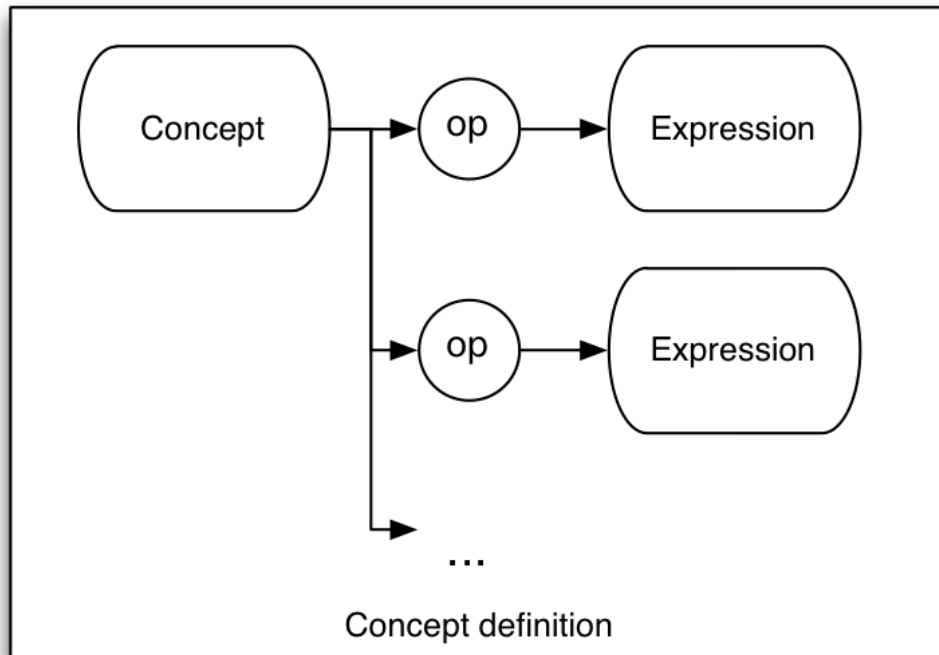 Concept
op
Expression
op
Expression
...
Concept definition